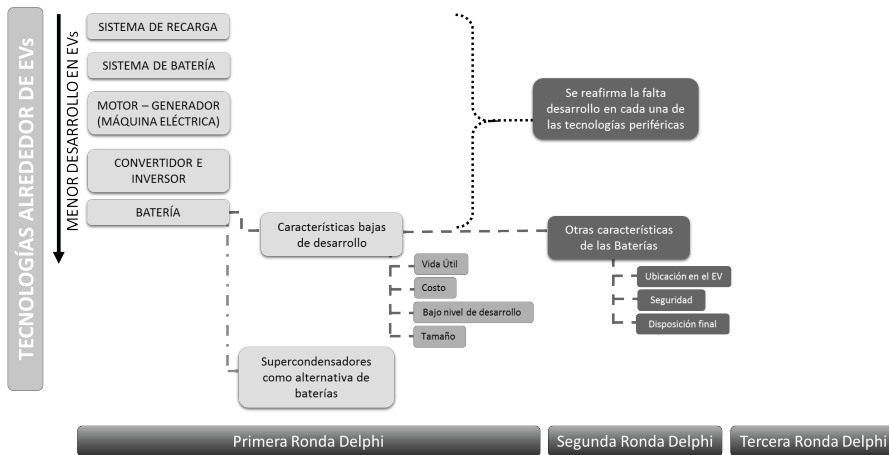 TECNOLOGÍAS ALREDEDOR DE EVs
MENOR DESARROLLO EN EVs
SISTEMA DE RECARGA
SISTEMA DE BATERÍA
MOTOR – GENERADOR
(MÁQUINA ELÉCTRICA)
CONVERTIDOR E
INVERSOR
BATERÍA
Características bajas
de desarrollo
Vida Útil
Costo
Bajo nivel de desarrollo
Tamaño
Supercondensadores
como alternativa de
baterías
Se reafirma la falta
desarrollo en cada una de
las tecnologías periféricas
Otras características
de las Baterías
Ubicación en el EV
Seguridad
Disposición final
Primera Ronda Delphi
Segunda Ronda Delphi
Tercera Ronda Delphi